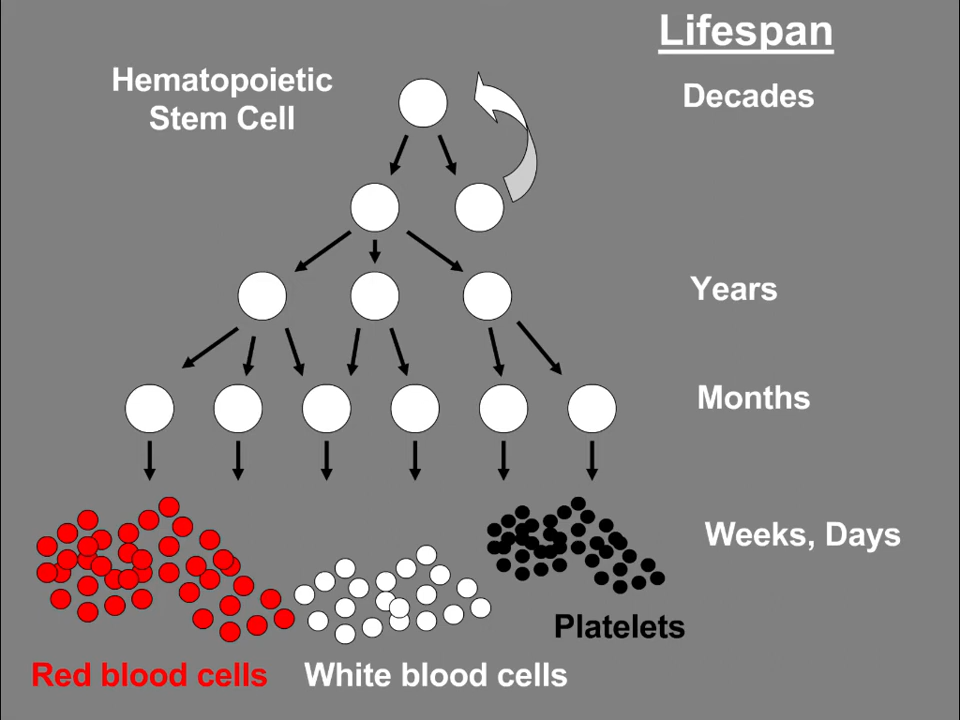 Lifespan
Hematopoietic
Stem Cell
Decades
Years
Months
Weeks, Days
Platelets
Red blood cells
White blood cells